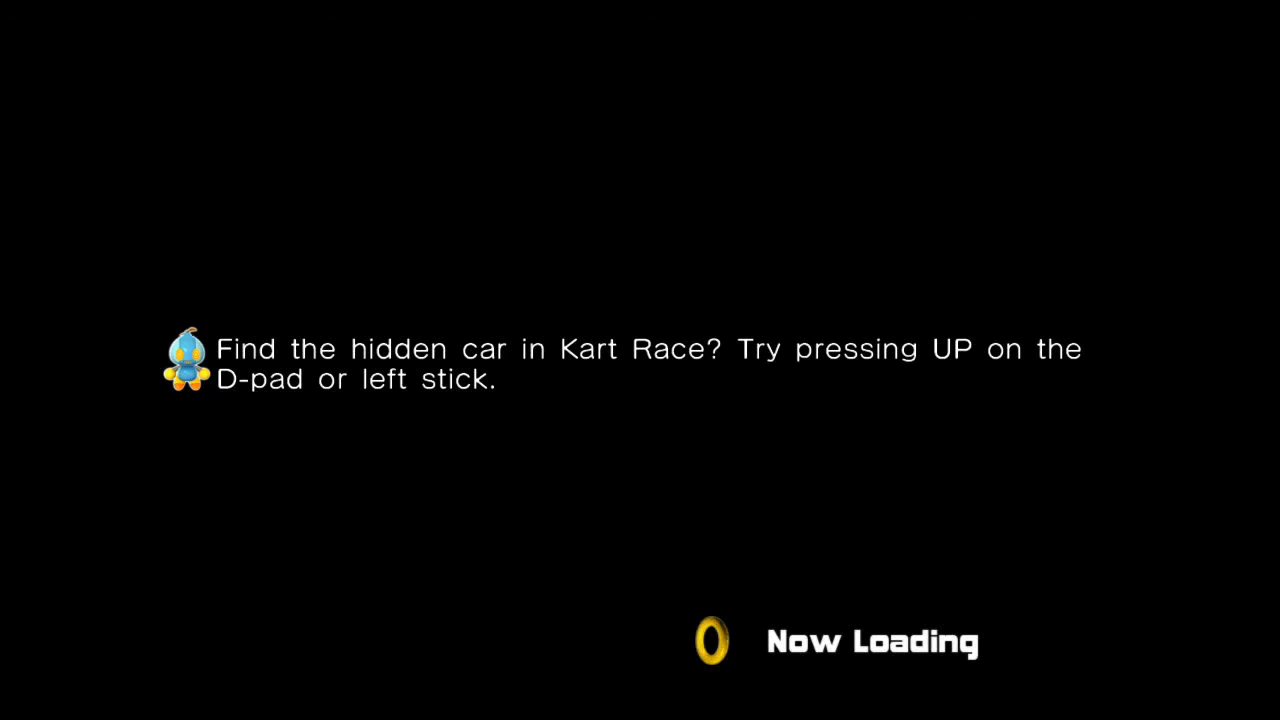 Find the hidden car in Kart Race? Try pressing UP on the
D-pad or left stick.
Now Loading